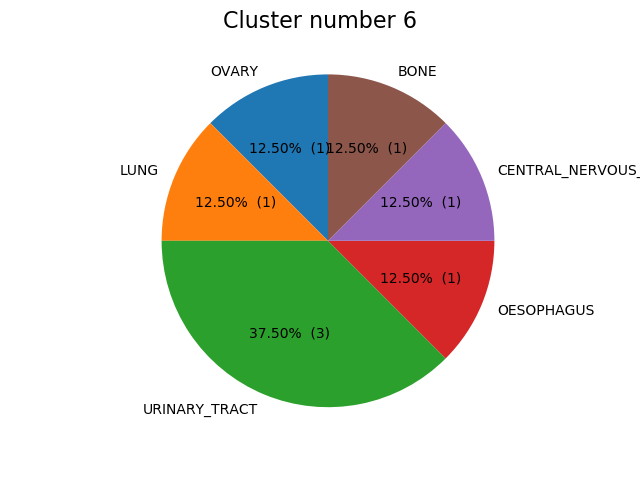 Cluster number 6
OVARY
BONE
12.50%  (1)
12.50%  (1)
LUNG
CENTRAL_NERVOUS_
12.50%  (1)
12.50%  (1)
12.50%  (1)
OESOPHAGUS
37.50%  (3)
URINARY_TRACT